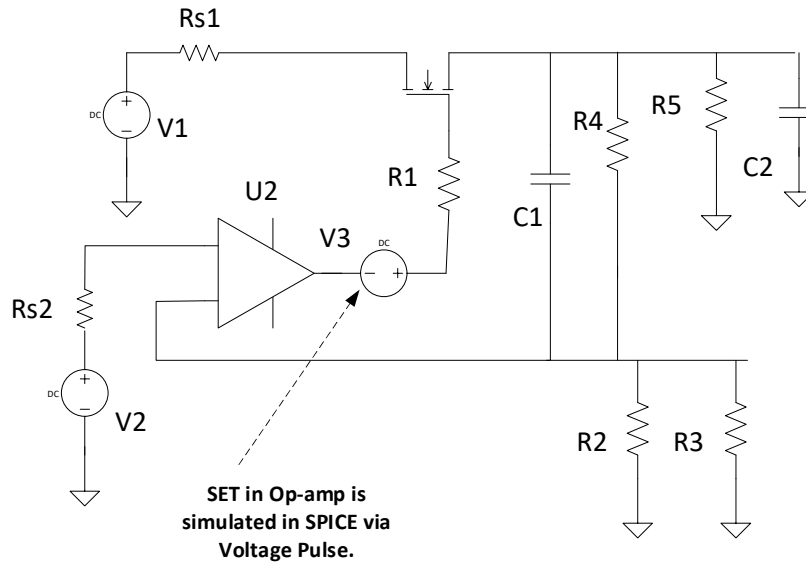 Rs1
DC
+
−
V1
R4
R5
C2
R1
C1
U2
V3
DC
− +
Rs2
DC
+
−
V2
R2
R3
SET in Op-amp is
simulated in SPICE via
Voltage Pulse.